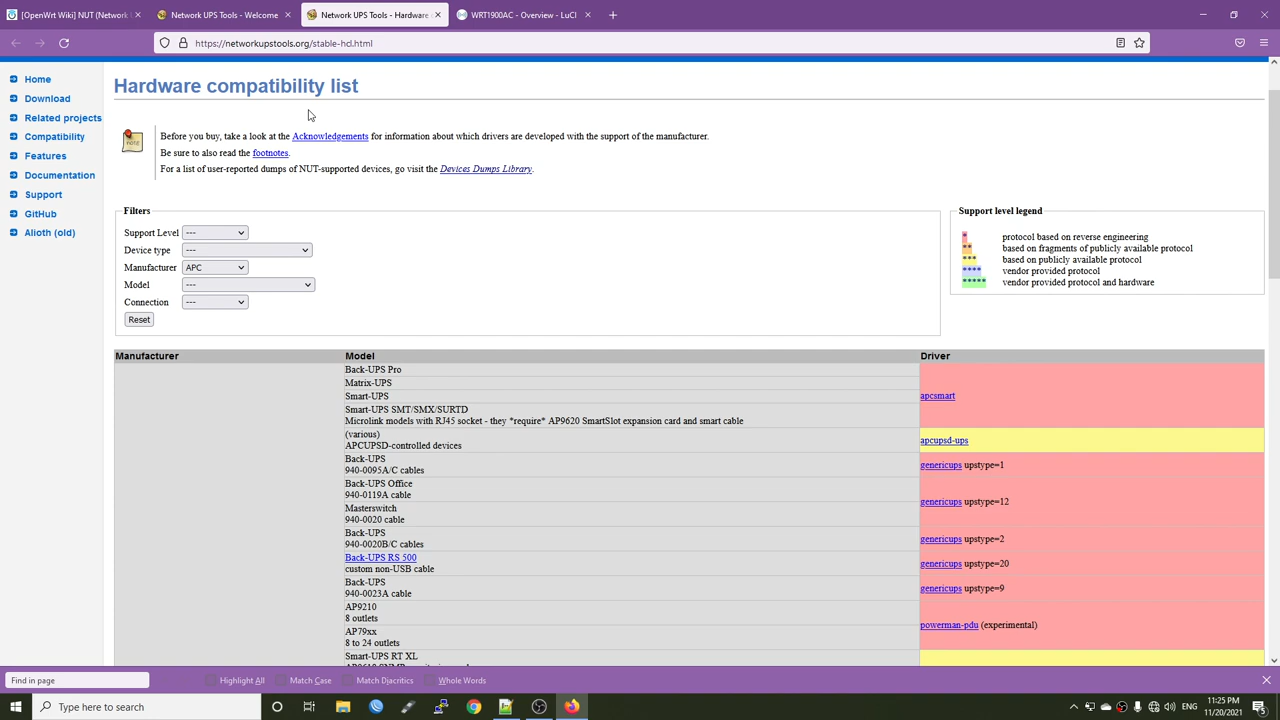 [OpenWrt Wiki] NUT (Network
Network UPS Tools - Welcome
Network UPS Tools - Hardware c
WRT1900AC - Overview - LuCI
https://networkupstools.org/stable-hcl.html
Home
Download
Related projects
Compatibility
Features
Documentation
Support
GitHub
Alioth (old)
Hardware compatibility list
NOTE
Before you buy, take a look at the Acknowledgements for information about which drivers are developed with the support of the manufacturer.
Be sure to also read the footnotes.
For a list of user-reported dumps of NUT-supported devices, go visit the Devices Dumps Library.
Filters
Support Level ---
Device type ---
Manufacturer APC
Model ---
Connection ---
Reset
Support level legend
* protocol based on reverse engineering
** based on fragments of publicly available protocol
*** based on publicly available protocol
**** vendor provided protocol
***** vendor provided protocol and hardware
Manufacturer Model Driver
Back-UPS Pro
Matrix-UPS
Smart-UPS
apcsmart
Smart-UPS SMT/SMX/SURTD
Microlink models with RJ45 socket - they *require* AP9620 SmartSlot expansion card and smart cable
(various)
APCUPSD-controlled devices
apcupsd-ups
Back-UPS
940-0095A/C cables
genericups upstype=1
Back-UPS Office
940-0119A cable
genericups upstype=12
Masterswitch
940-0020 cable
Back-UPS
940-0020B/C cables
genericups upstype=2
Back-UPS RS 500
custom non-USB cable
genericups upstype=20
Back-UPS
940-0023A cable
genericups upstype=9
AP9210
8 outlets
powerman-pdu (experimental)
AP79xx
8 to 24 outlets
Smart-UPS RT XL
Find in page
Highlight All
Match Case
Match Diacritics
Whole Words
Type here to search
11:25 PM
11/20/2021
5